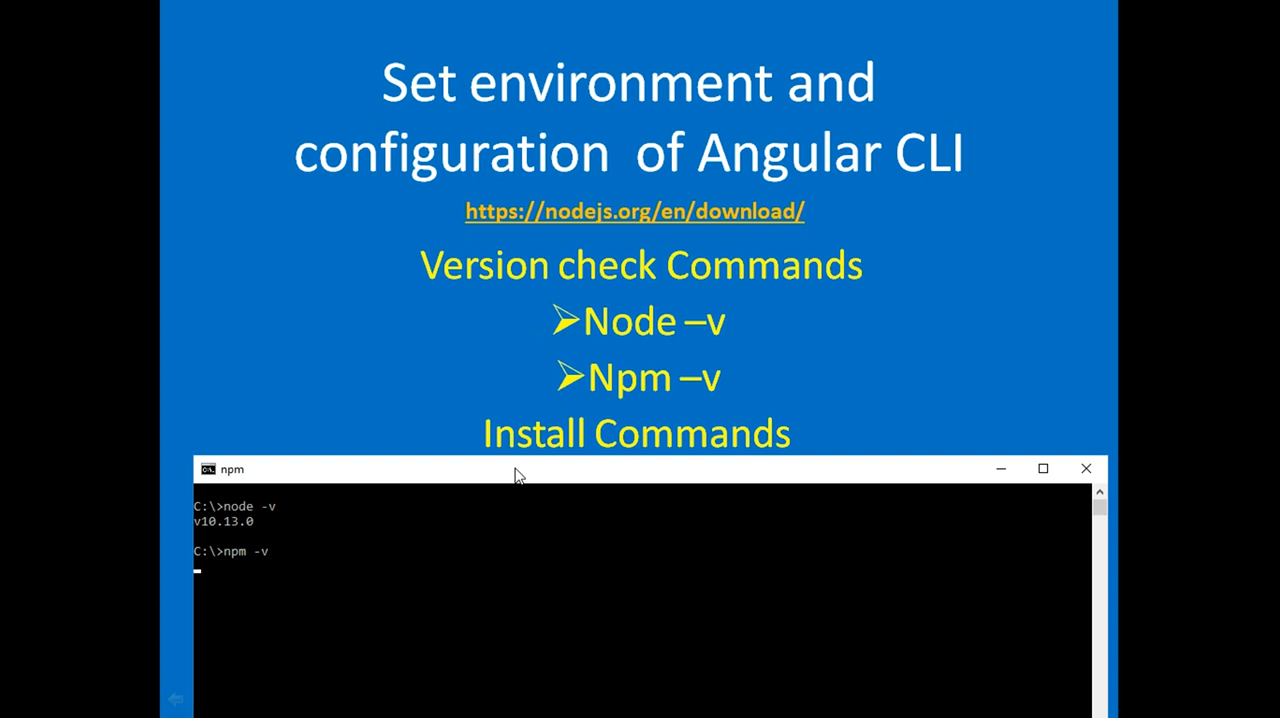 Set environment and
configuration of Angular CLI
https://nodejs.org/en/download/
Version check Commands
➢Node –v
➢Npm –v
Install Commands
npm
C:\>node -v
v10.13.0
C:\>npm -v